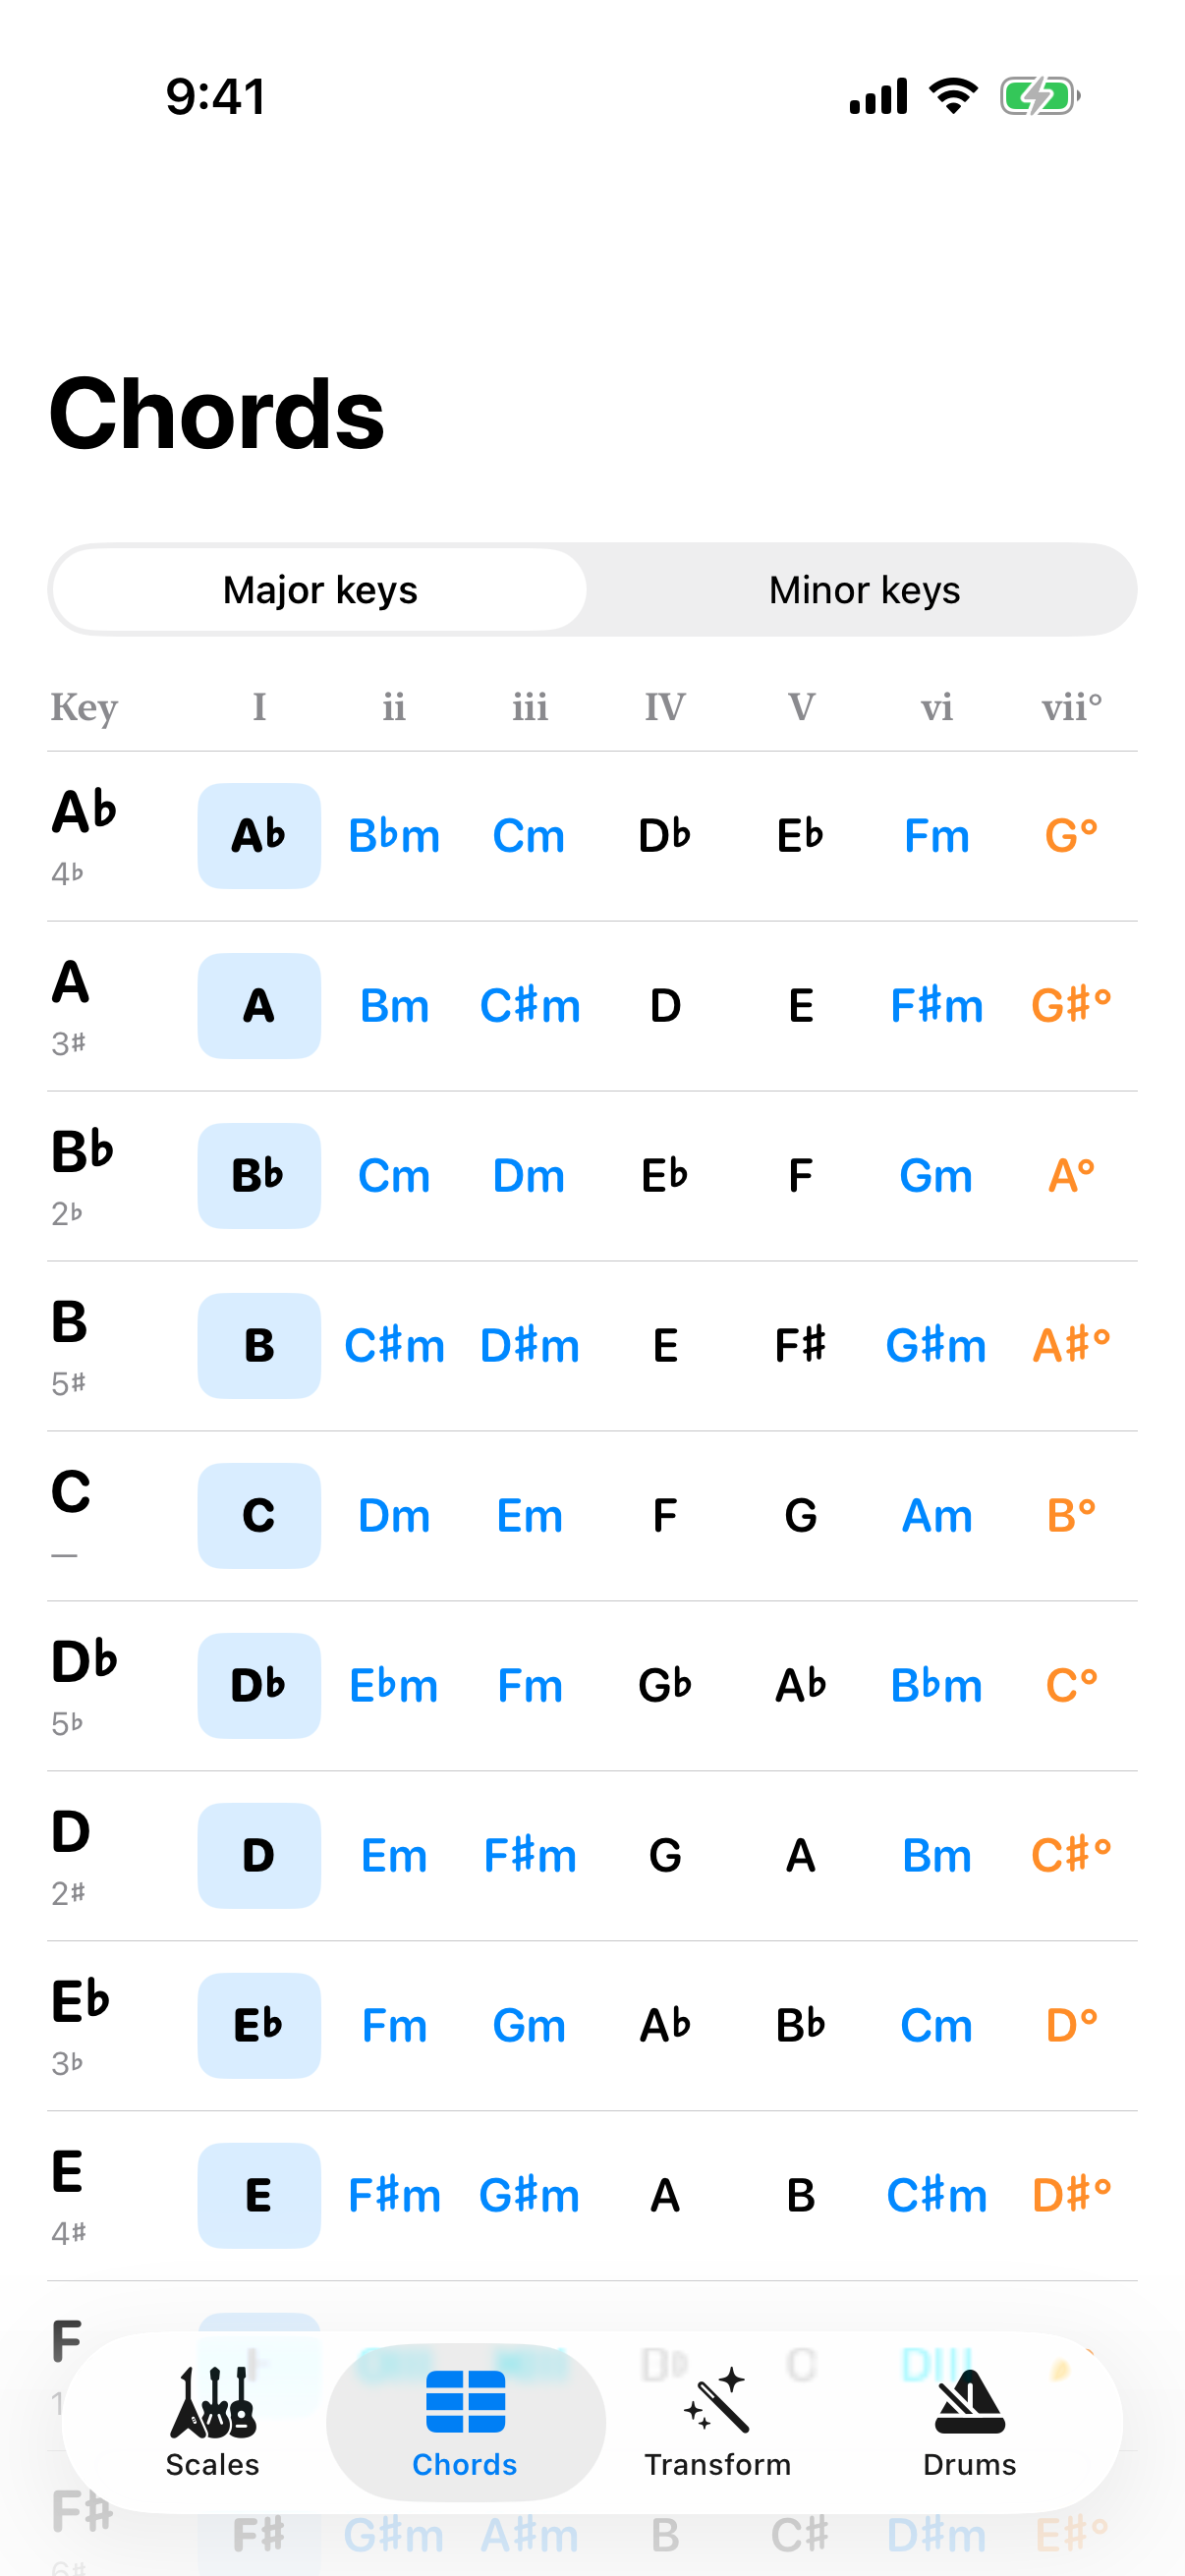 9:41
Chords
Major keys Minor keys
Key I ii iii IV V vi vii°
A♭ A♭ B♭m Cm D♭ E♭ Fm G°
4♭
A A Bm C♯m D E F♯m G♯°
3♯
B♭ B♭ Cm Dm E♭ F Gm A°
2♭
B B C♯m D♯m E F♯ G♯m A♯°
5♯
C C Dm Em F G Am B°
—
D♭ D♭ E♭m Fm G♭ A♭ B♭m C°
5♭
D D Em F♯m G A Bm C♯°
2♯
E♭ E♭ Fm Gm A♭ B♭ Cm D°
3♭
E E F♯m G♯m A B C♯m D♯°
4♯
F
Scales Chords Transform Drums
F♯ F♯ G♯m A♯m B C♯ D♯m E♯°
6♯